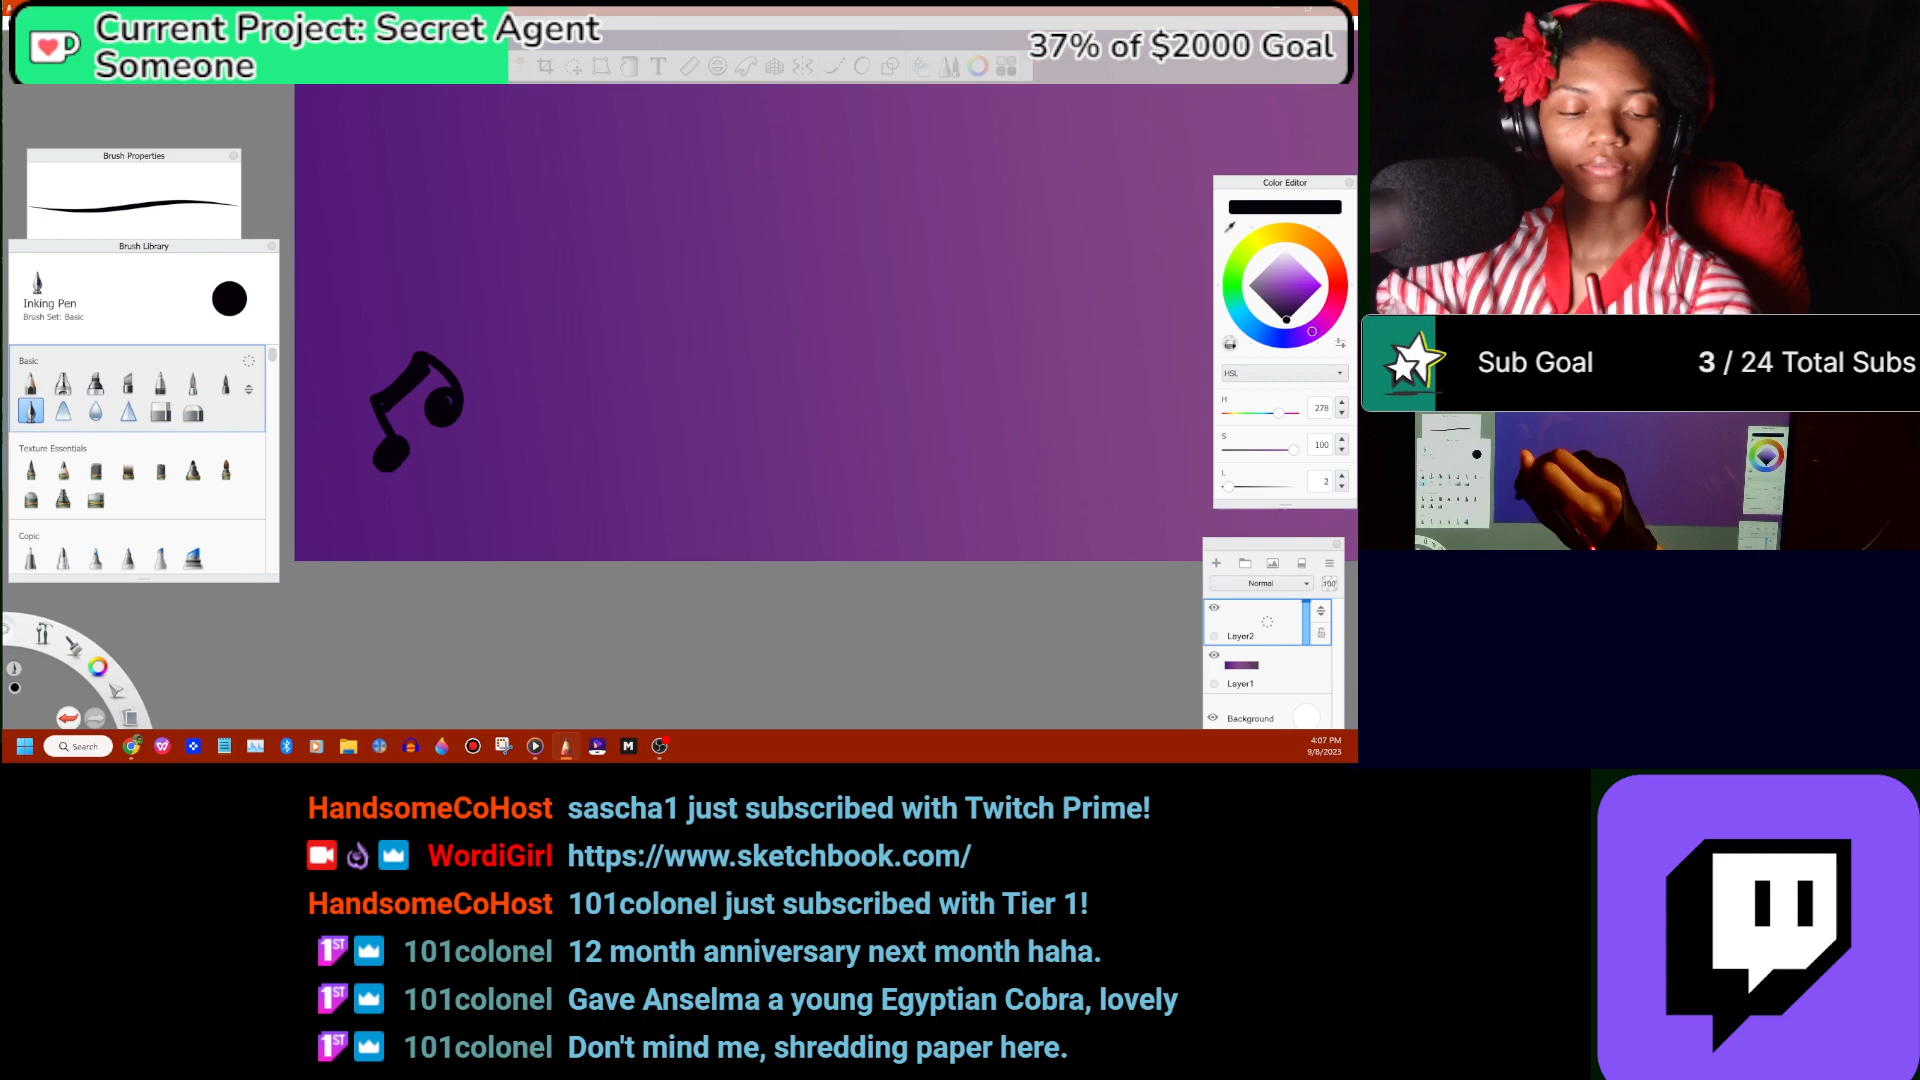 Current Project: Secret Agent
Someone
37% of $2000 Goal
T
Brush Properties
Brush Library
Inking Pen
Brush Set: Basic
Basic
Texture Essentials
Copic
Color Editor
HSL
H
278
S
100
L
2
Normal
100
Layer2
Layer1
Background
Search
M
4:07 PM
9/8/2023
Sub Goal
3 / 24 Total Subs
HandsomeCoHost sascha1 just subscribed with Twitch Prime!
WordiGirl https://www.sketchbook.com/
HandsomeCoHost 101colonel just subscribed with Tier 1!
1ST 101colonel 12 month anniversary next month haha.
1ST 101colonel Gave Anselma a young Egyptian Cobra, lovely
1ST 101colonel Don't mind me, shredding paper here.